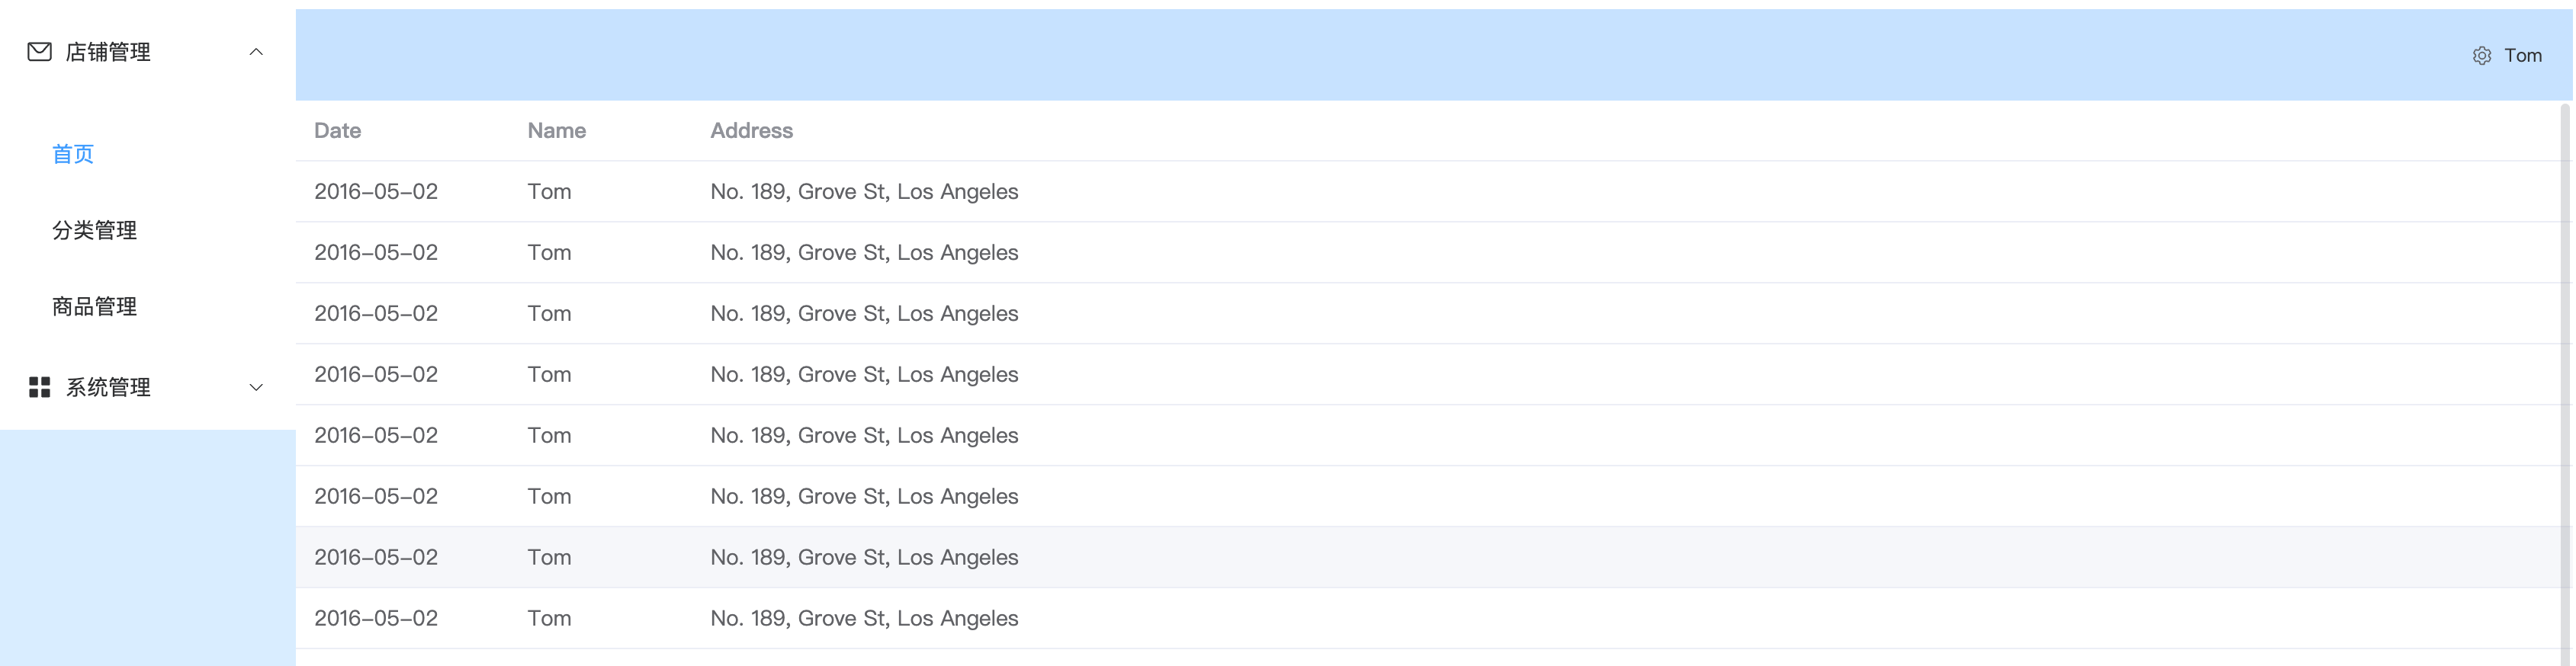 店铺管理
首页
分类管理
商品管理
系统管理
Tom
Date Name Address
2016-05-02 Tom No. 189, Grove St, Los Angeles
2016-05-02 Tom No. 189, Grove St, Los Angeles
2016-05-02 Tom No. 189, Grove St, Los Angeles
2016-05-02 Tom No. 189, Grove St, Los Angeles
2016-05-02 Tom No. 189, Grove St, Los Angeles
2016-05-02 Tom No. 189, Grove St, Los Angeles
2016-05-02 Tom No. 189, Grove St, Los Angeles
2016-05-02 Tom No. 189, Grove St, Los Angeles